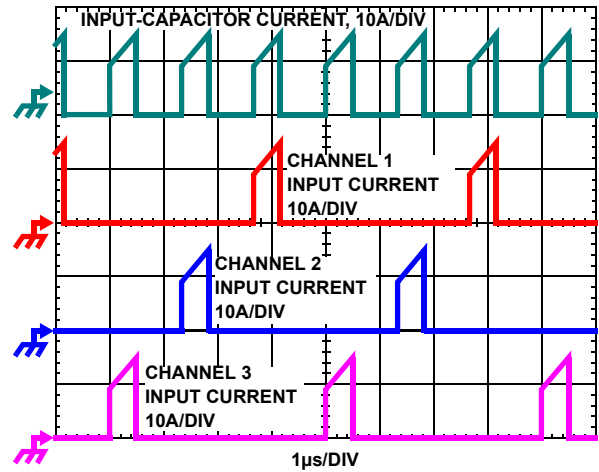 INPUT-CAPACITOR CURRENT, 10A/DIV
CHANNEL 1
INPUT CURRENT
10A/DIV
CHANNEL 2
INPUT CURRENT
10A/DIV
CHANNEL 3
INPUT CURRENT
10A/DIV
1µs/DIV